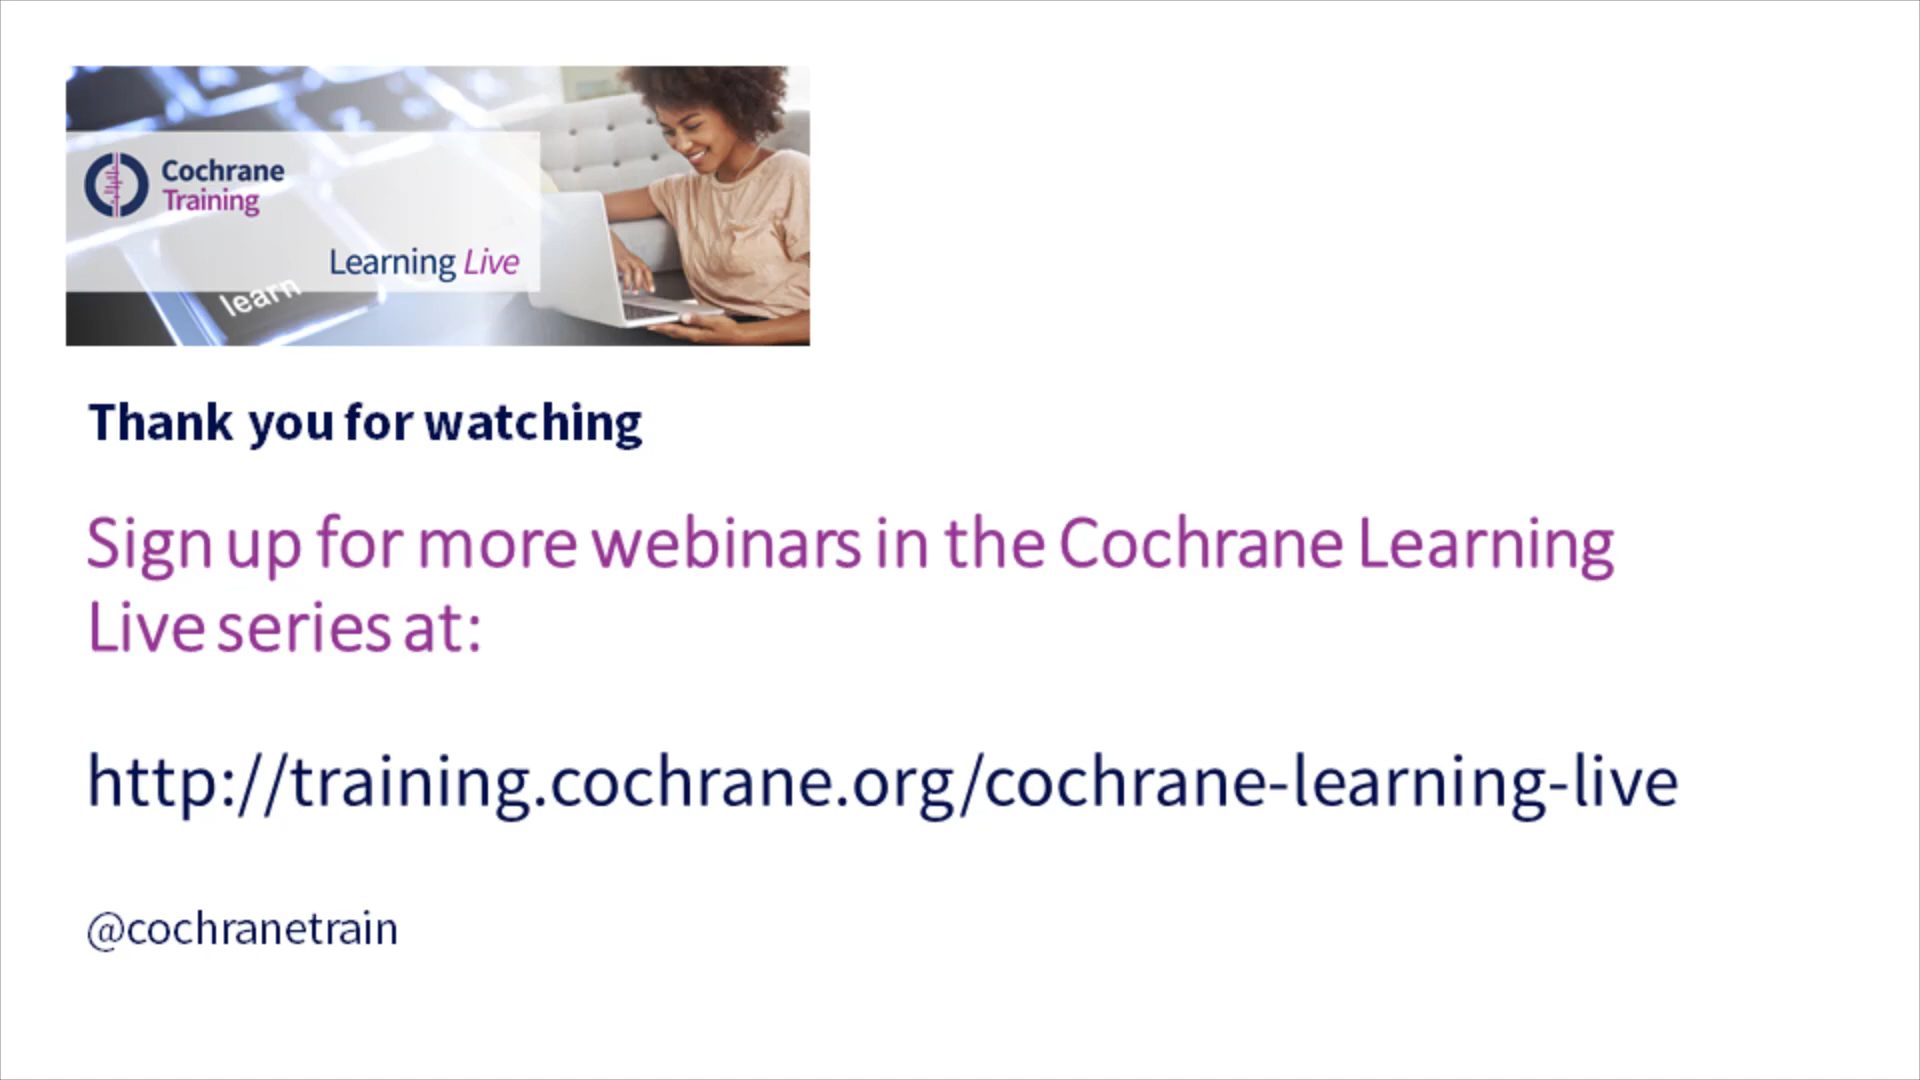 Cochrane
Training
Learning Live
learn
Thank you for watching
Sign up for more webinars in the Cochrane Learning
Live series at:
http://training.cochrane.org/cochrane-learning-live
@cochranetrain